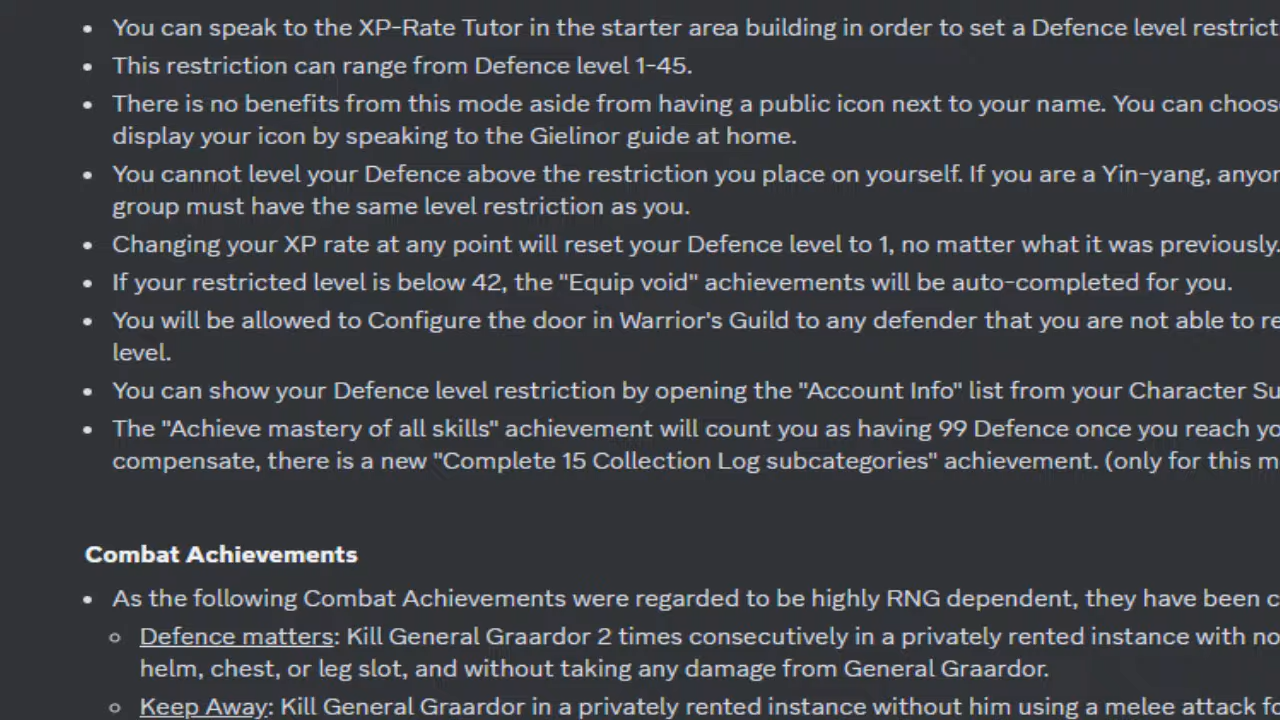 • You can speak to the XP-Rate Tutor in the starter area building in order to set a Defence level
• This restriction can range from Defence level 1-45.
• There is no benefits from this mode aside from having a public icon next to your name. You can
display your icon by speaking to the Gielinor guide at home.
• You cannot level your Defence above the restriction you place on yourself. If you are a Yin-yang,
group must have the same level restriction as you.
• Changing your XP rate at any point will reset your Defence level to 1, no matter what it was previously.
• If your restricted level is below 42, the "Equip void" achievements will be auto-completed for you.
• You will be allowed to Configure the door in Warrior's Guild to any defender that you are not able to
level.
• You can show your Defence level restriction by opening the "Account Info" list from your Character
• The "Achieve mastery of all skills" achievement will count you as having 99 Defence once you reach
compensate, there is a new "Complete 15 Collection Log subcategories" achievement. (only for this
Combat Achievements
• As the following Combat Achievements were regarded to be highly RNG dependent, they have been
◦ Defence matters: Kill General Graardor 2 times consecutively in a privately rented instance with no
helm, chest, or leg slot, and without taking any damage from General Graardor.
◦ Keep Away: Kill General Graardor in a privately rented instance without him using a melee attack